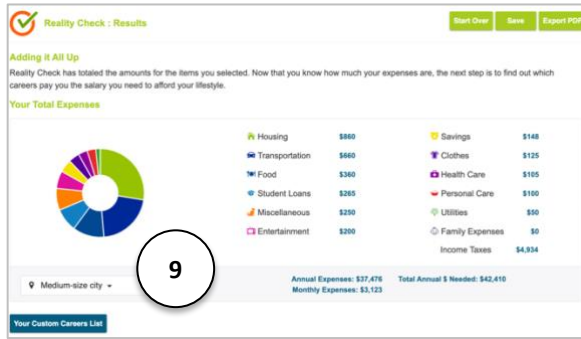 Reality Check : Results
Start Over
Save
Export PDF
Adding it All Up
Reality Check has totaled the amounts for the items you selected. Now that you know how much your expenses are, the next step is to find out which
careers pay you the salary you need to afford your lifestyle.
Your Total Expenses
Housing $860
Savings $148
Transportation $660
Clothes $125
Food $360
Health Care $105
Student Loans $265
Personal Care $100
Miscellaneous $250
Utilities $50
Entertainment $200
Family Expenses $0
Income Taxes $4,934
9
Medium-size city
Annual Expenses: $37,476
Total Annual $ Needed: $42,410
Monthly Expenses: $3,123
Your Custom Careers List